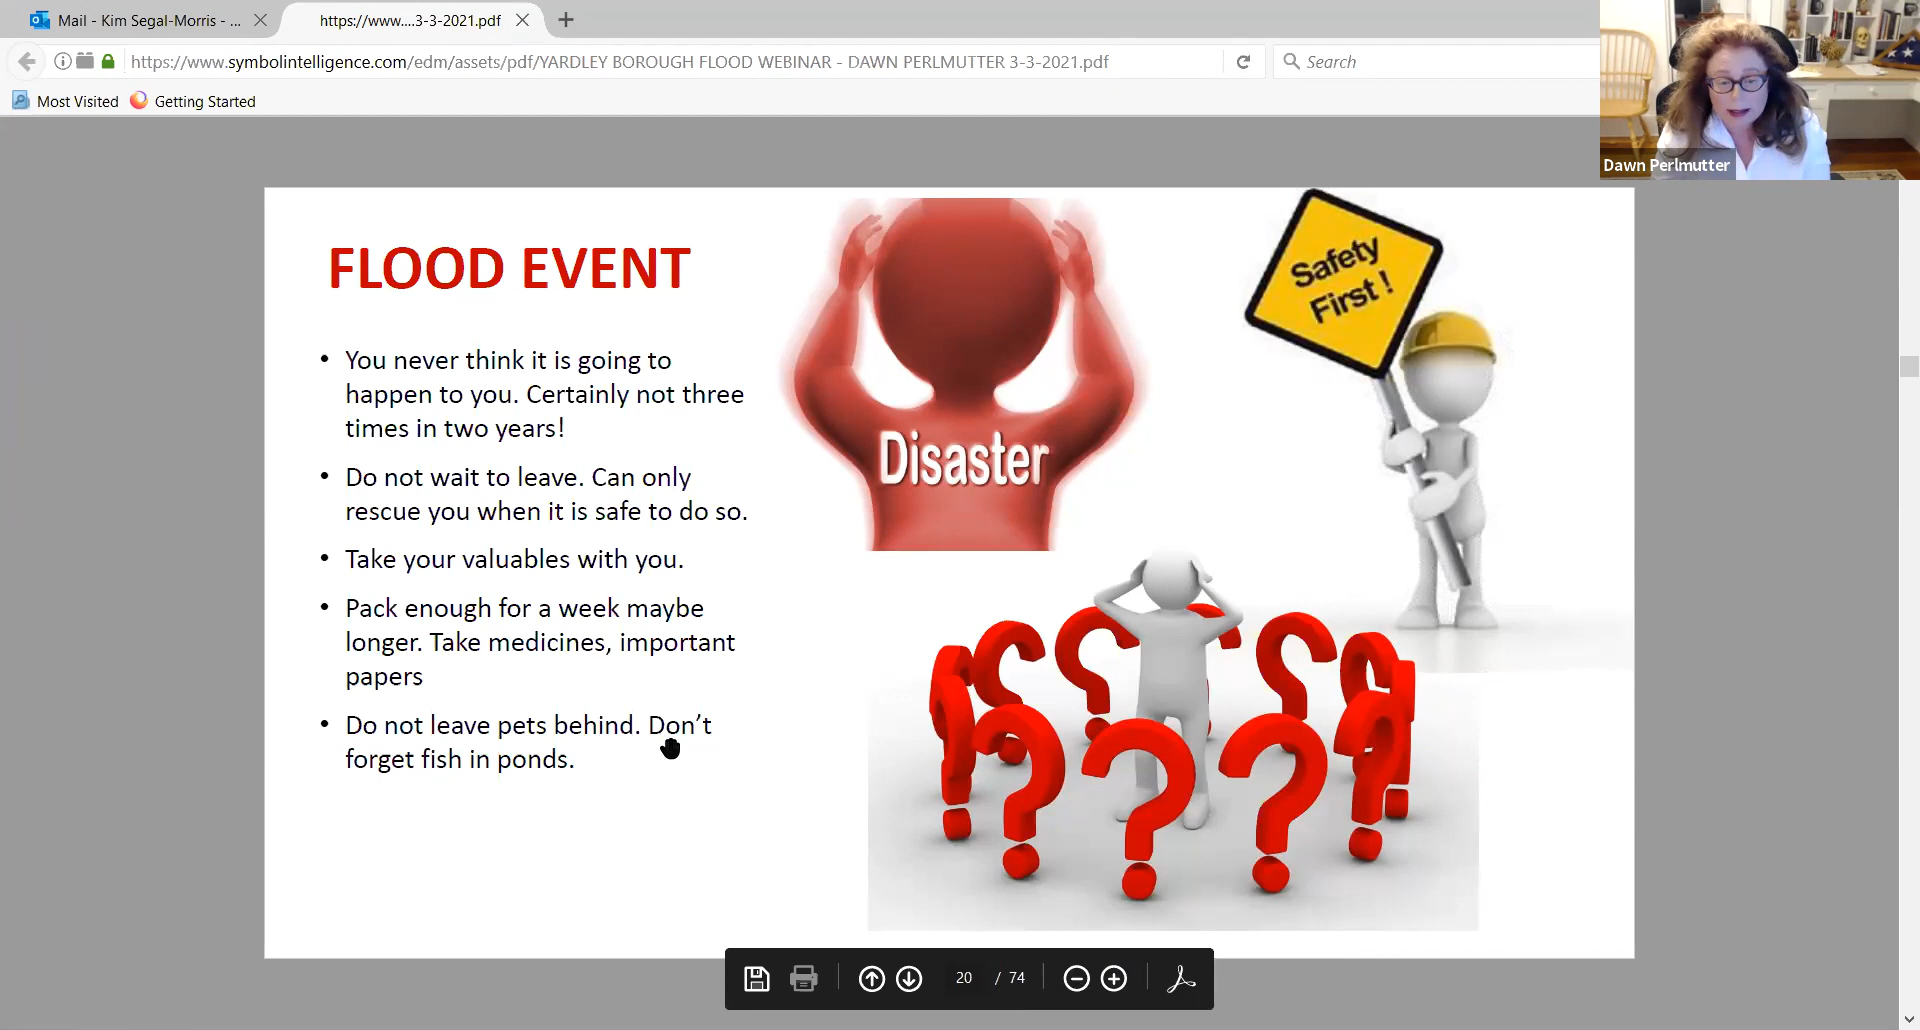 Mail - Kim Segal-Morris - ...
https://www....3-3-2021.pdf
https://www.symbolintelligence.com/edm/assets/pdf/YARDLEY BOROUGH FLOOD WEBINAR - DAWN PERLMUTTER 3-3-2021.pdf
Search
Most Visited
Getting Started
Dawn Perlmutter
FLOOD EVENT
• You never think it is going to
happen to you. Certainly not three
times in two years!
• Do not wait to leave. Can only
rescue you when it is safe to do so.
• Take your valuables with you.
• Pack enough for a week maybe
longer. Take medicines, important
papers
• Do not leave pets behind. Don't
forget fish in ponds.
Disaster
Safety
First !
20 / 74